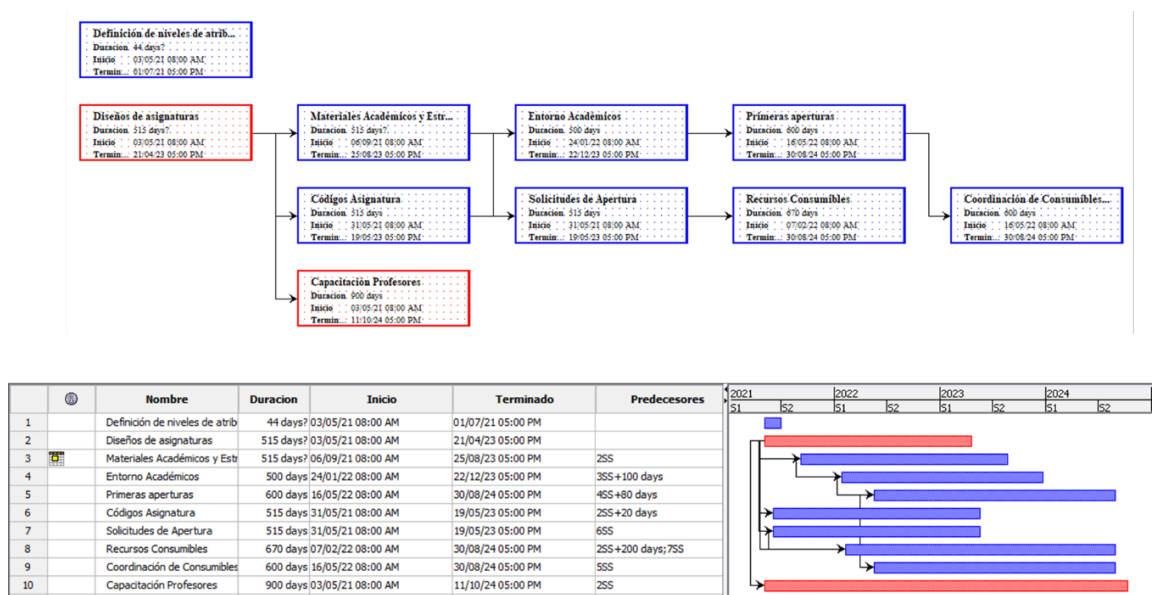 Definición de niveles de atrib...
Duracion 44 days?
Inicio 03/05/21 08:00 AM
Termin...: 01/07/21 05:00 PM
Diseños de asignaturas
Duracion 515 days?
Inicio 03/05/21 08:00 AM
Termin...: 21/04/23 05:00 PM
Materiales Académicos y Estr...
Duracion 515 days?
Inicio 06/09/21 08:00 AM
Termin...: 25/08/23 05:00 PM
Entorno Académicos
Duracion 500 days
Inicio 24/01/22 08:00 AM
Termin...: 22/12/23 05:00 PM
Primeras aperturas
Duracion 600 days
Inicio 16/05/22 08:00 AM
Termin...: 30/08/24 05:00 PM
Códigos Asignatura
Duracion 515 days
Inicio 31/05/21 08:00 AM
Termin...: 19/05/23 05:00 PM
Solicitudes de Apertura
Duracion 515 days
Inicio 31/05/21 08:00 AM
Termin...: 19/05/23 05:00 PM
Recursos Consumibles
Duracion 670 days
Inicio 07/02/22 08:00 AM
Termin...: 30/08/24 05:00 PM
Coordinación de Consumibles...
Duracion 600 days
Inicio 16/05/22 08:00 AM
Termin...: 30/08/24 05:00 PM
Capacitación Profesores
Duracion 900 days
Inicio 03/05/21 08:00 AM
Termin...: 11/10/24 05:00 PM
Nombre Duracion Inicio Terminado Predecesores 2021 2022 2023 2024
S1 S2 S1 S2 S1 S2 S1 S2
1 Definición de niveles de atrib 44 days? 03/05/21 08:00 AM 01/07/21 05:00 PM
2 Diseños de asignaturas 515 days? 03/05/21 08:00 AM 21/04/23 05:00 PM
3 Materiales Académicos y Estr 515 days? 06/09/21 08:00 AM 25/08/23 05:00 PM 2SS
4 Entorno Académicos 500 days 24/01/22 08:00 AM 22/12/23 05:00 PM 3SS+100 days
5 Primeras aperturas 600 days 16/05/22 08:00 AM 30/08/24 05:00 PM 4SS+80 days
6 Códigos Asignatura 515 days 31/05/21 08:00 AM 19/05/23 05:00 PM 2SS+20 days
7 Solicitudes de Apertura 515 days 31/05/21 08:00 AM 19/05/23 05:00 PM 6SS
8 Recursos Consumibles 670 days 07/02/22 08:00 AM 30/08/24 05:00 PM 2SS+200 days;7SS
9 Coordinación de Consumibles 600 days 16/05/22 08:00 AM 30/08/24 05:00 PM 5SS
10 Capacitación Profesores 900 days 03/05/21 08:00 AM 11/10/24 05:00 PM 2SS